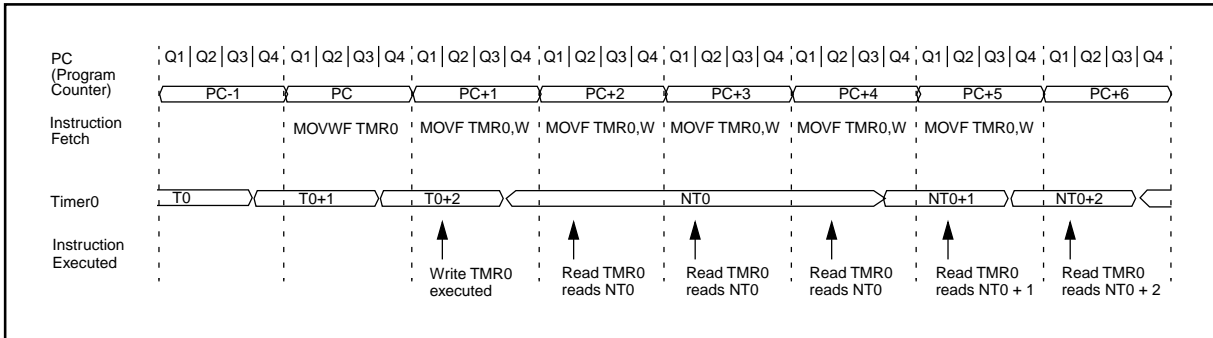 PC (Program Counter)
Q1 Q2 Q3 Q4 Q1 Q2 Q3 Q4 Q1 Q2 Q3 Q4 Q1 Q2 Q3 Q4 Q1 Q2 Q3 Q4 Q1 Q2 Q3 Q4 Q1 Q2 Q3 Q4 Q1 Q2 Q3 Q4
PC-1 PC PC+1 PC+2 PC+3 PC+4 PC+5 PC+6
Instruction Fetch
MOVWF TMR0 MOVF TMR0,W MOVF TMR0,W MOVF TMR0,W MOVF TMR0,W MOVF TMR0,W
Timer0
T0 T0+1 T0+2 NT0 NT0+1 NT0+2
Instruction Executed
Write TMR0 executed
Read TMR0 reads NT0
Read TMR0 reads NT0
Read TMR0 reads NT0
Read TMR0 reads NT0 + 1
Read TMR0 reads NT0 + 2